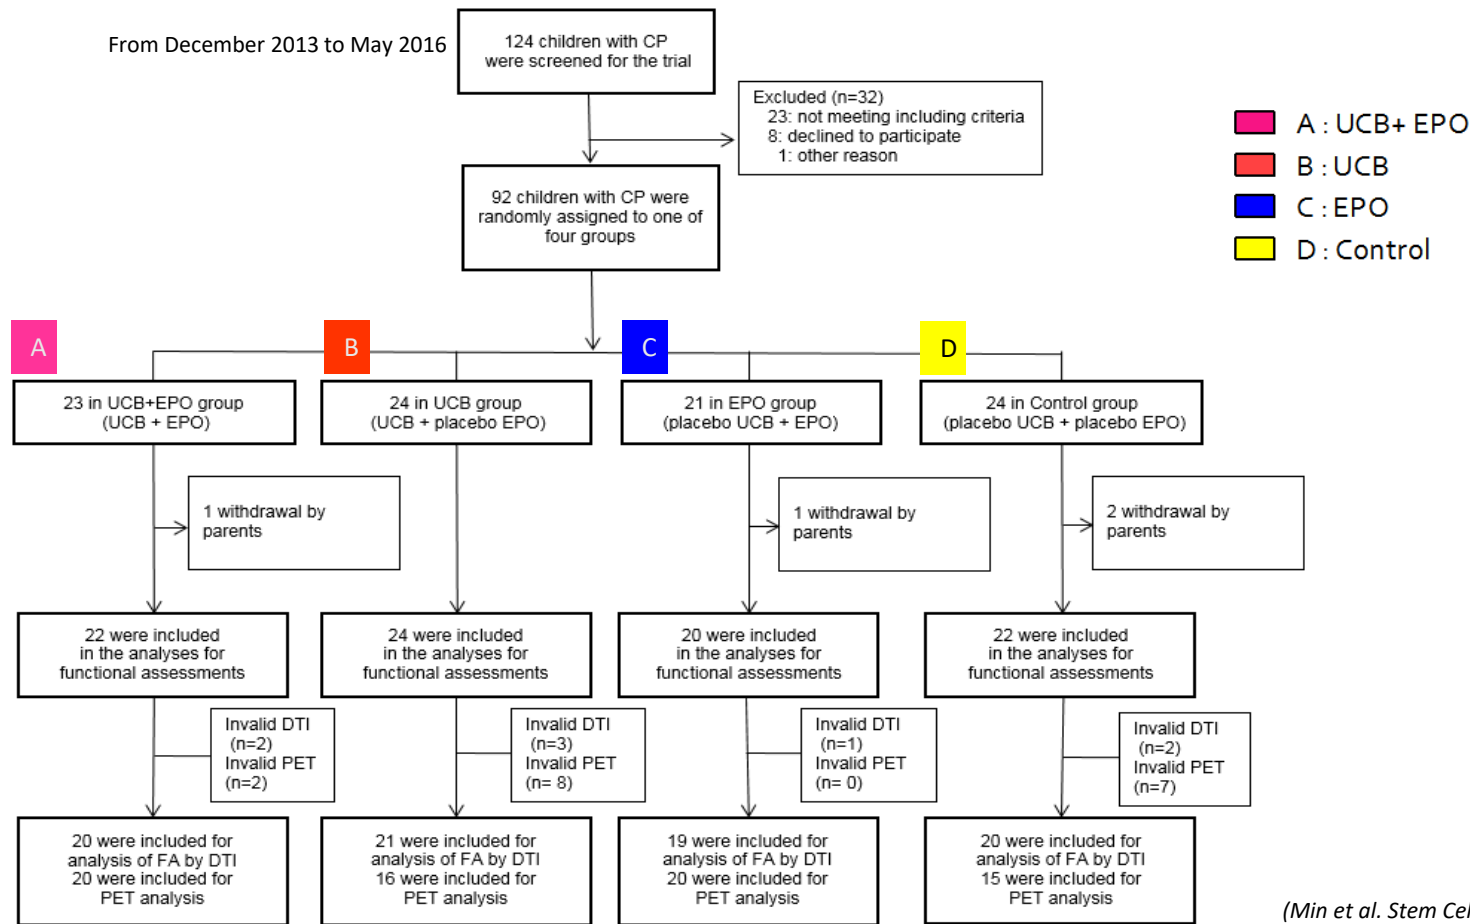 From December 2013 to May 2016
124 children with CP
were screened for the trial
Excluded (n=32)
23: not meeting including criteria
8: declined to participate
1: other reason
A : UCB+ EPO
B : UCB
C : EPO
D : Control
92 children with CP were
randomly assigned to one of
four groups
A
B
C
D
23 in UCB+EPO group
(UCB + EPO)
24 in UCB group
(UCB + placebo EPO)
21 in EPO group
(placebo UCB + EPO)
24 in Control group
(placebo UCB + placebo EPO)
1 withdrawal by
parents
1 withdrawal by
parents
2 withdrawal by
parents
22 were included
in the analyses for
functional assessments
24 were included
in the analyses for
functional assessments
20 were included
in the analyses for
functional assessments
22 were included
in the analyses for
functional assessments
Invalid DTI
(n=2)
Invalid PET
(n=2)
Invalid DTI
(n=3)
Invalid PET
(n= 8)
Invalid DTI
(n=1)
Invalid PET
(n= 0)
Invalid DTI
(n=2)
Invalid PET
(n=7)
20 were included for
analysis of FA by DTI
20 were included for
PET analysis
21 were included for
analysis of FA by DTI
16 were included for
PET analysis
19 were included for
analysis of FA by DTI
20 were included for
PET analysis
20 were included for
analysis of FA by DTI
15 were included for
PET analysis
(Min et al. Stem Cel